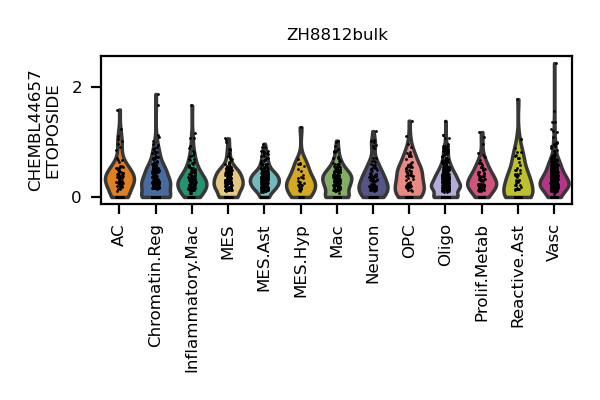 ZH8812bulk
CHEMBL44657
ETOPOSIDE
2
0
AC
Chromatin.Reg
Inflammatory.Mac
MES
MES.Ast
MES.Hyp
Mac
Neuron
OPC
Oligo
Prolif.Metab
Reactive.Ast
Vasc